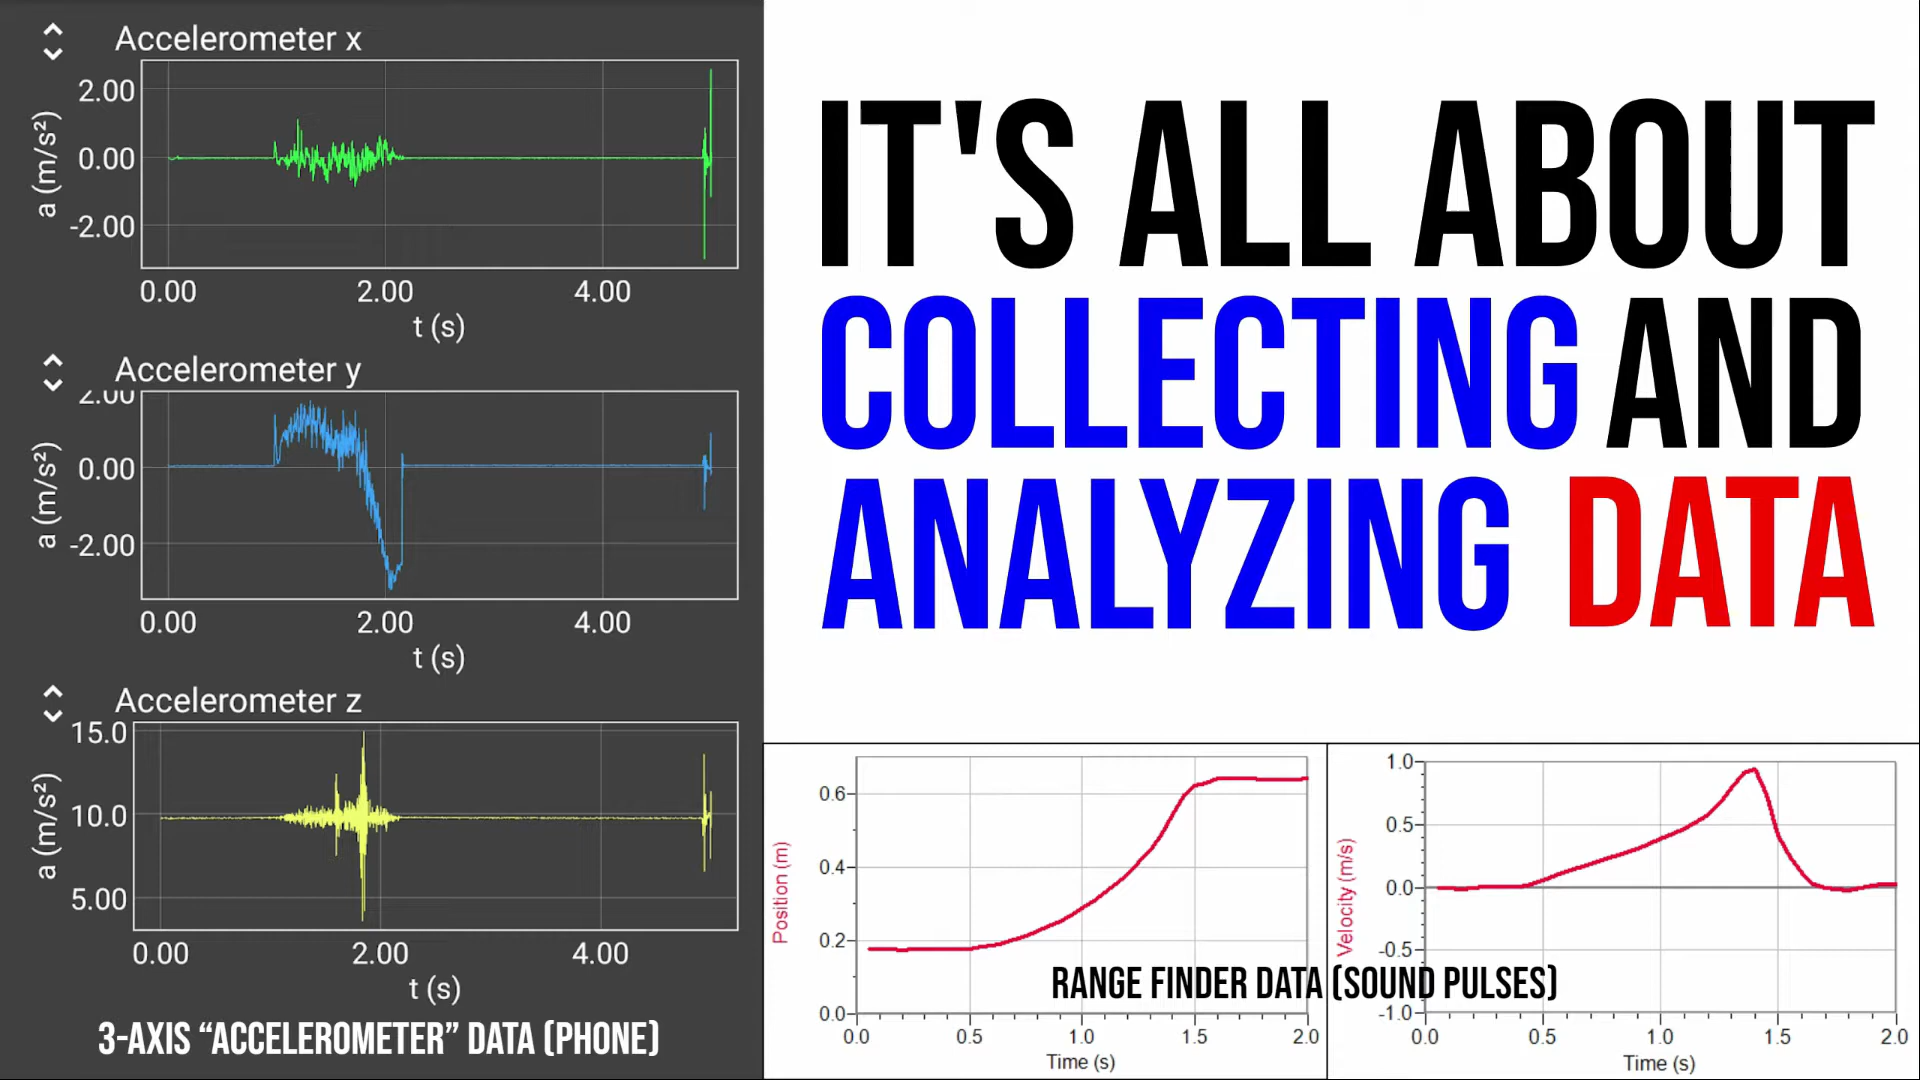 Accelerometer x
a (m/s²)
2.00
0.00
-2.00
0.00 2.00 4.00
t (s)
Accelerometer y
a (m/s²)
2.00
0.00
-2.00
0.00 2.00 4.00
t (s)
Accelerometer z
a (m/s²)
15.0
10.0
5.00
0.00 2.00 4.00
t (s)
3-AXIS “ACCELEROMETER” DATA (PHONE)
IT'S ALL ABOUT
COLLECTING AND
ANALYZING DATA
Position (m)
0.6
0.4
0.2
0.0
0.0 0.5 1.0 1.5 2.0
Time (s)
Velocity (m/s)
1.0
0.5
0.0
-0.5
-1.0
0.0 0.5 1.0 1.5 2.0
Time (s)
RANGE FINDER DATA (SOUND PULSES)